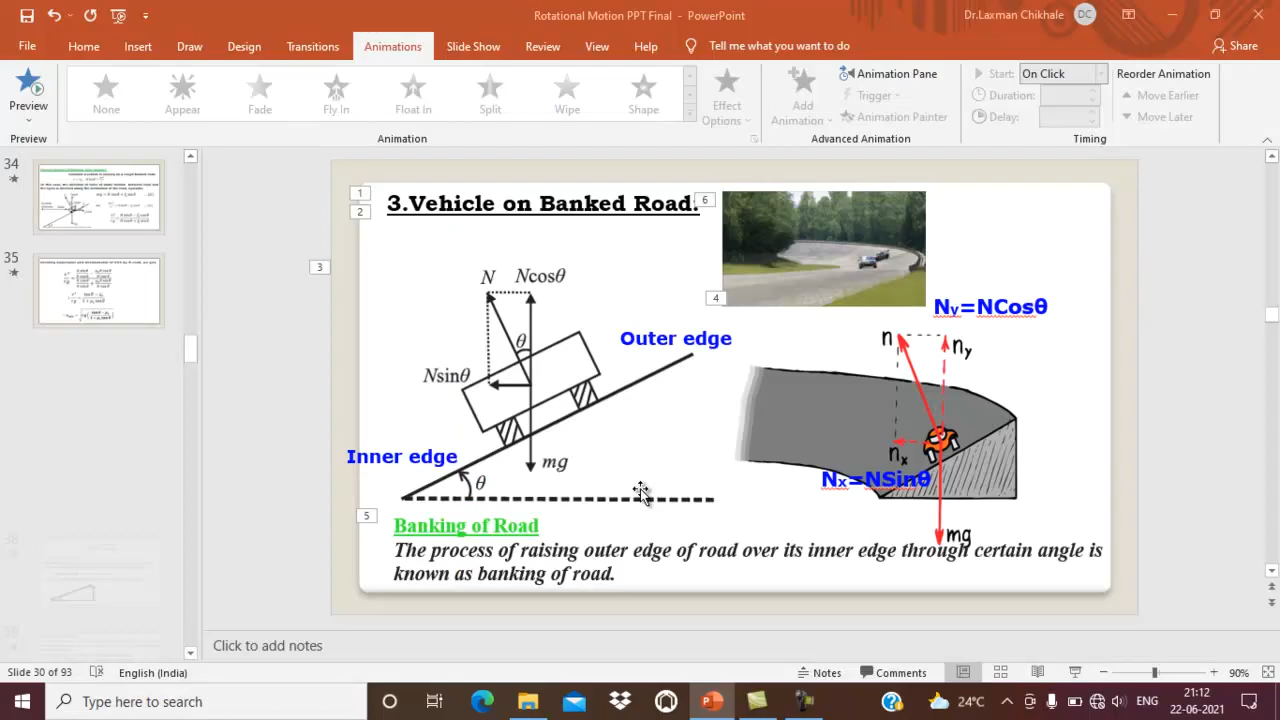 Rotational Motion PPT Final - PowerPoint
Dr.Laxman Chikhale DC
File Home Insert Draw Design Transitions Animations Slide Show Review View Help Tell me what you want to do Share
Preview
None Appear Fade Fly In Float In Split Wipe Shape
Effect Options
Add Animation
Animation Pane
Trigger
Animation Painter
Start: On Click
Duration:
Delay:
Reorder Animation
Move Earlier
Move Later
Preview Animation Advanced Animation Timing
34
35
1
2
3
4
5
6
3.Vehicle on Banked Road.
N Ncosθ
θ
Nsinθ
Outer edge
Inner edge
mg
θ
Ny=NCosθ
n ny
nx
Nx=NSinθ
mg
Banking of Road
The process of raising outer edge of road over its inner edge through certain angle is
known as banking of road.
Click to add notes
Slide 30 of 93 English (India) Notes Comments 90%
Type here to search
24°C ENG 21:12
22-06-2021